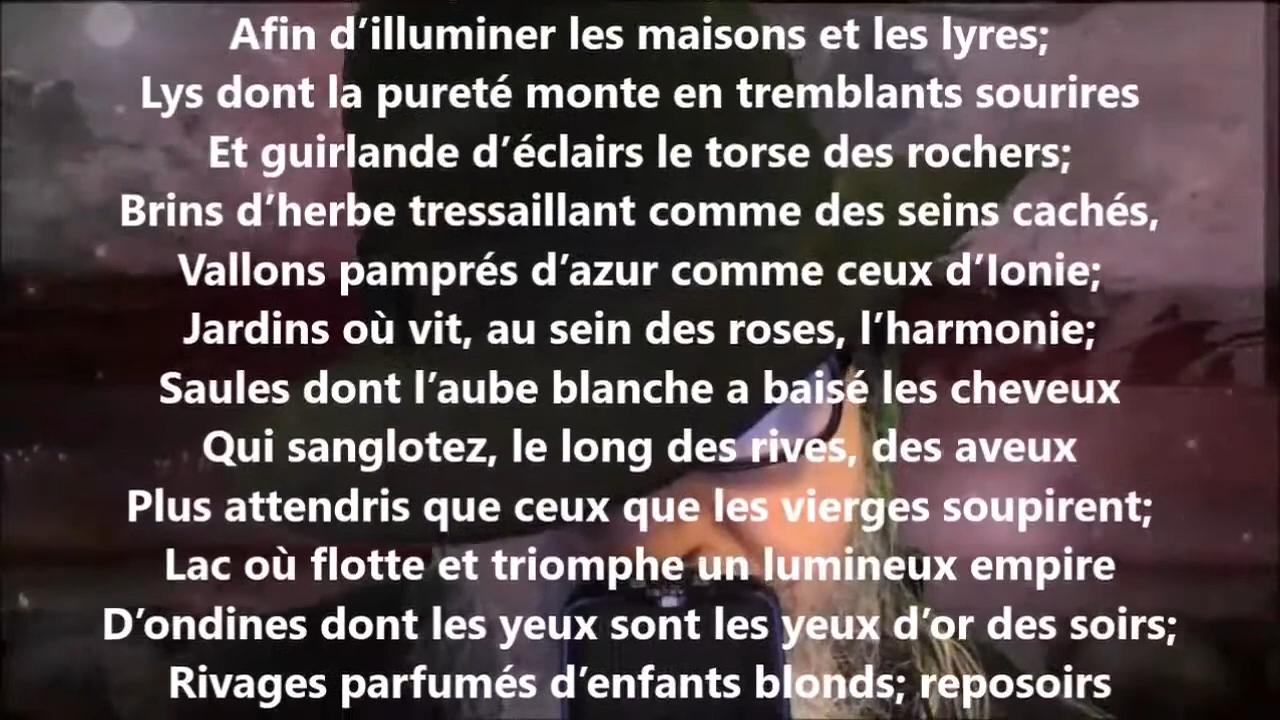 Afin d’illuminer les maisons et les lyres;
Lys dont la pureté monte en tremblants sourires
Et guirlande d’éclairs le torse des rochers;
Brins d’herbe tressaillant comme des seins cachés,
Vallons pamprés d’azur comme ceux d’Ionie;
Jardins où vit, au sein des roses, l’harmonie;
Saules dont l’aube blanche a baisé les cheveux
Qui sanglotez, le long des rives, des aveux
Plus attendris que ceux que les vierges soupirent;
Lac où flotte et triomphe un lumineux empire
D’ondines dont les yeux sont les yeux d’or des soirs;
Rivages parfumés d’enfants blonds; reposoirs